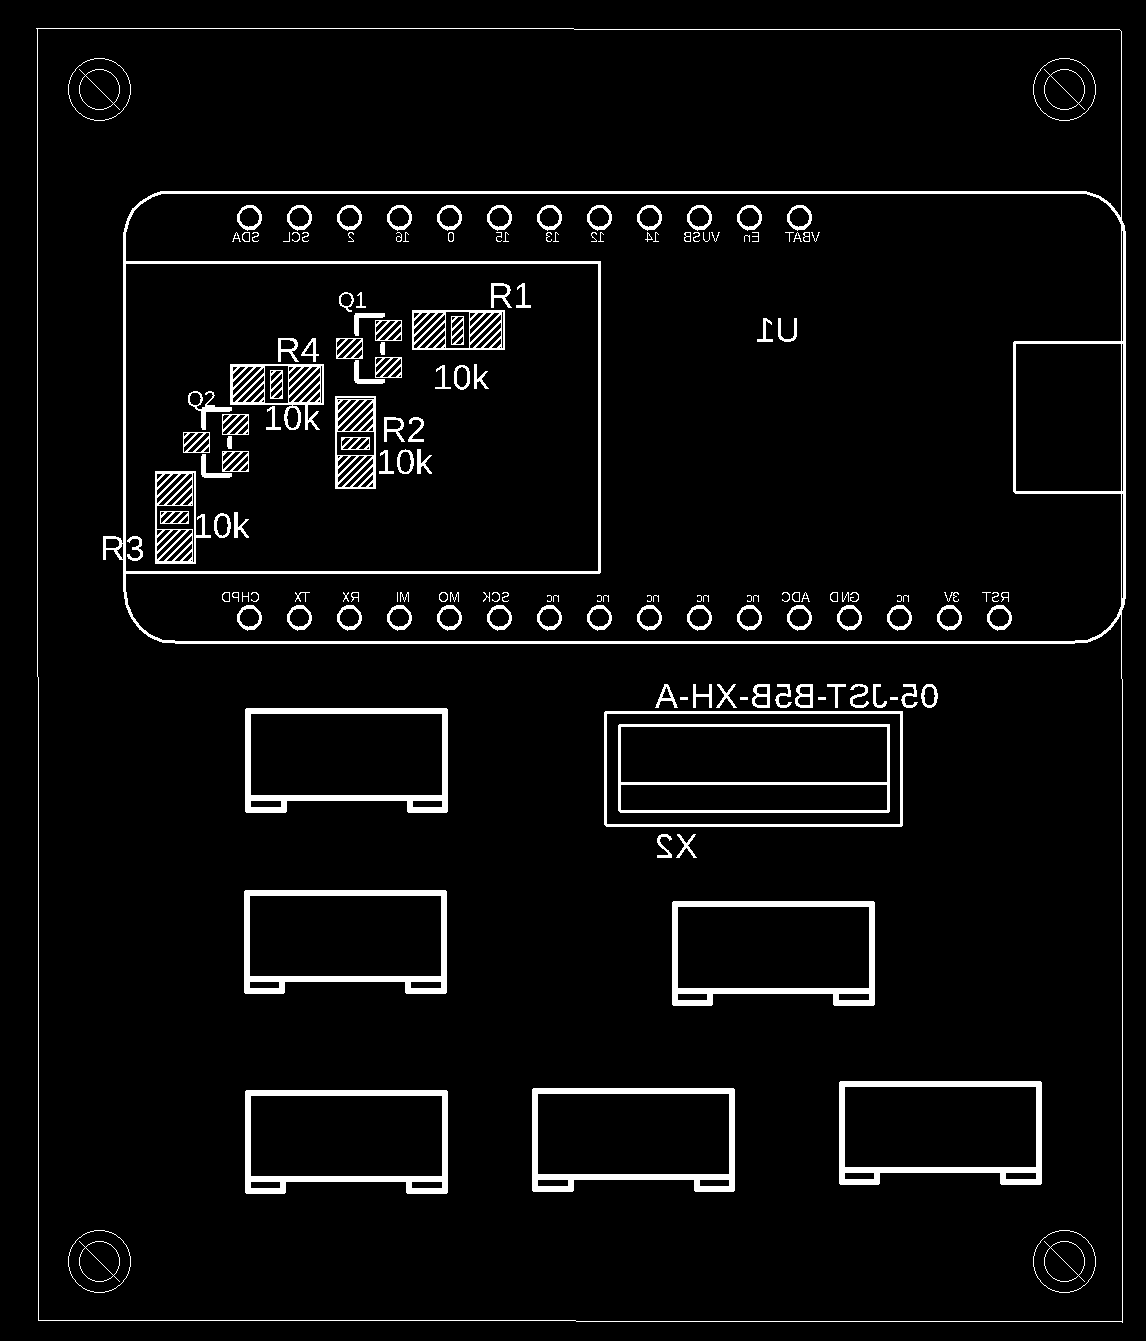 SDA SCL 2 16 0 15 13 12 14 VUSB En VBAT
Q1 R1
U1
R4
10k
Q2 10k
R2
10k
10k
R3
CHPD TX RX MI MO SCK nc nc nc nc nc ADC GND nc 3V RST
05-JST-B5B-XH-A
X2